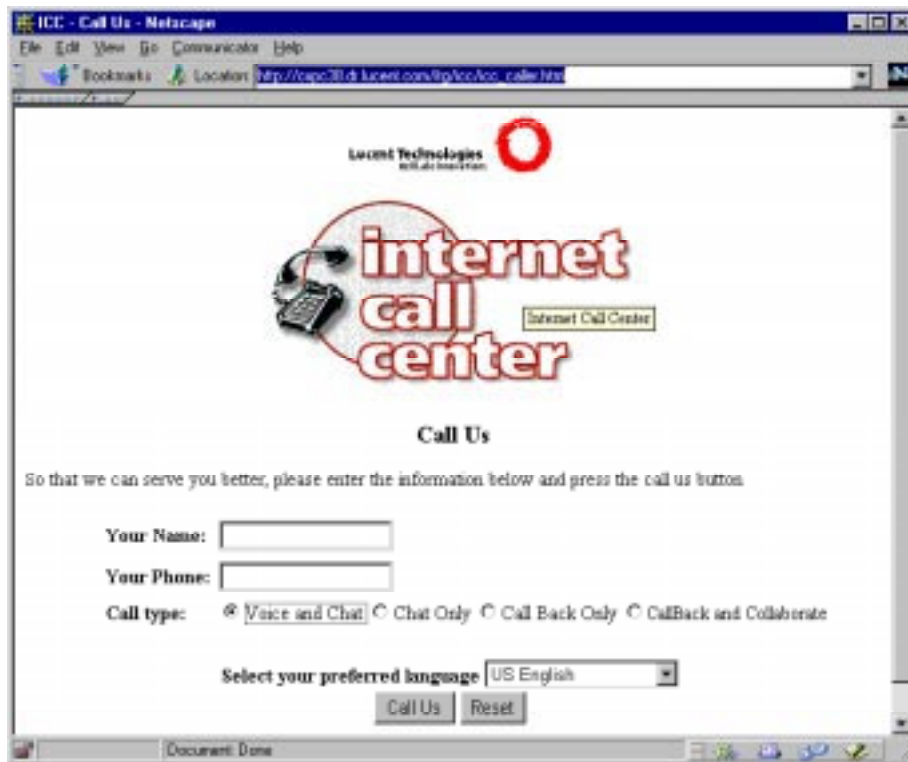 ICC - Call Us - Netscape
File Edit View Go Communicator Help
Bookmarks Location:
Lucent Technologies
Bell Labs Innovations
internet
call
center
Internet Call Center
Call Us
So that we can serve you better, please enter the information below and press the call us button
Your Name:
Your Phone:
Call type: Voice and Chat Chat Only Call Back Only CallBack and Collaborate
Select your preferred language US English
Call Us Reset
Document: Done